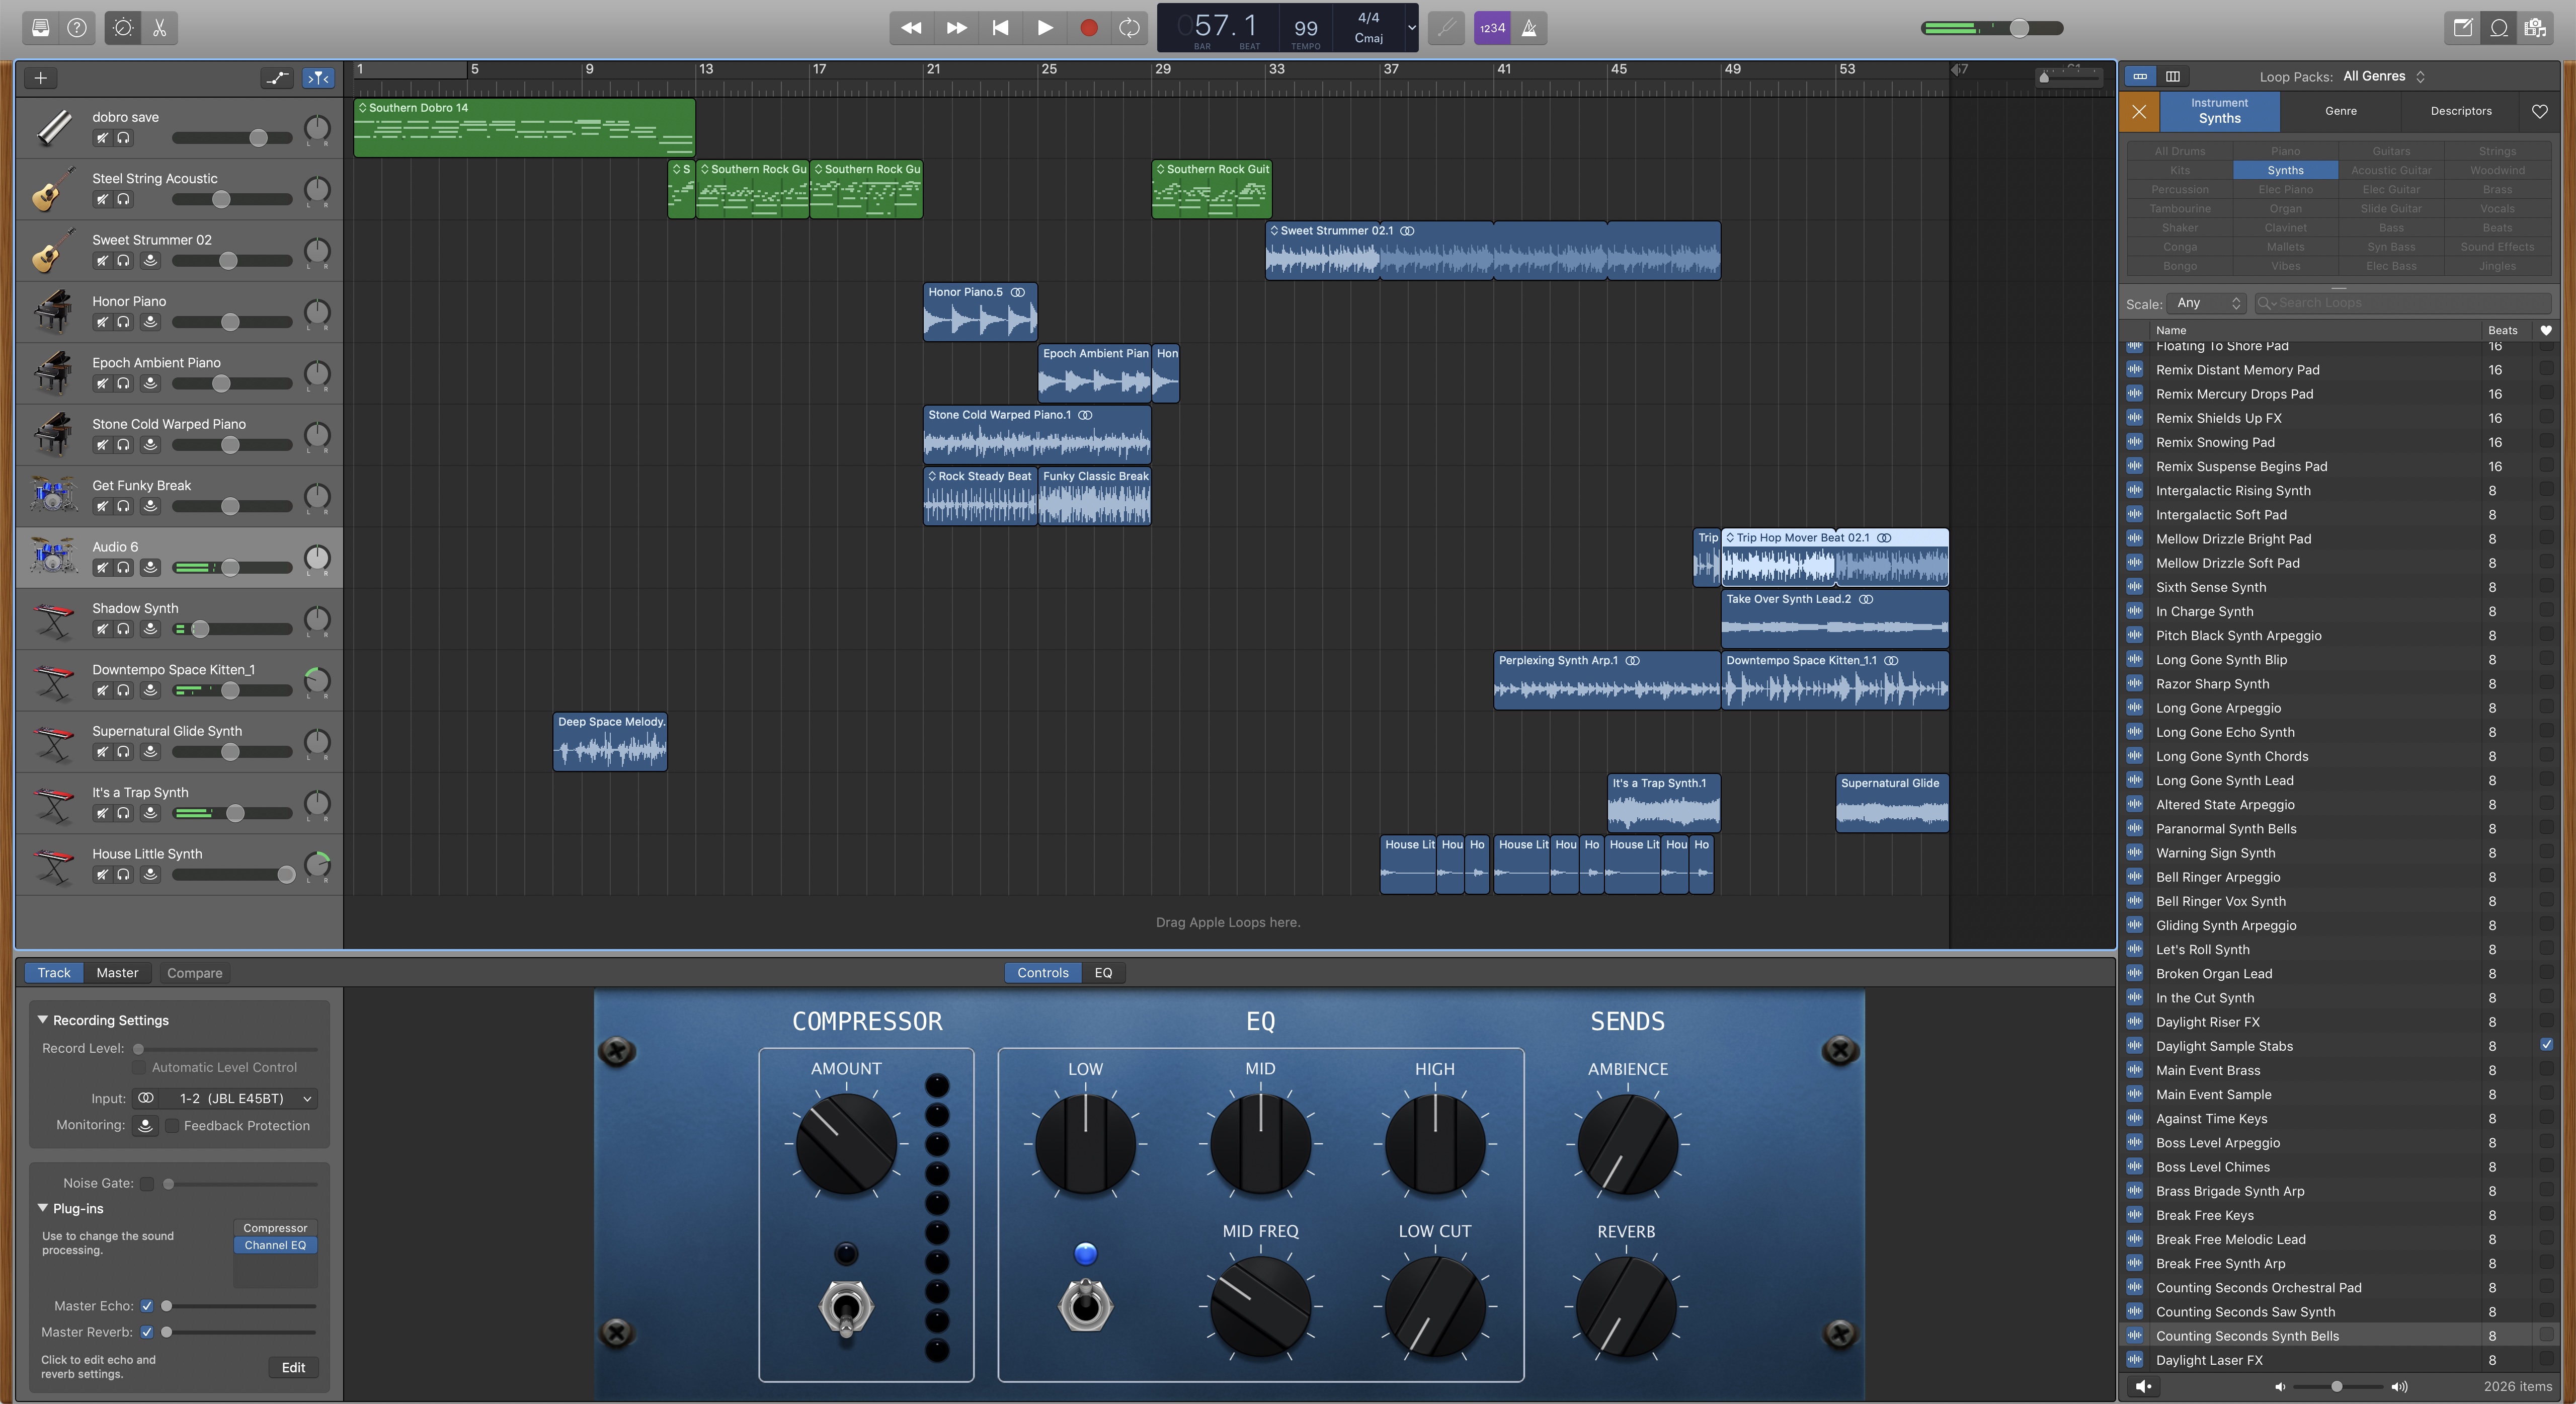 57.1
BAR
BEAT
99
TEMPO
4/4
Cmaj
1234
1
5
9
13
17
21
25
29
33
37
41
45
49
53
dobro save
Steel String Acoustic
Sweet Strummer 02
Honor Piano
Epoch Ambient Piano
Stone Cold Warped Piano
Get Funky Break
Audio 6
Shadow Synth
Downtempo Space Kitten_1
Supernatural Glide Synth
It's a Trap Synth
House Little Synth
Southern Dobro 14
S
Southern Rock Gu
Southern Rock Gu
Southern Rock Guit
Sweet Strummer 02.1
Honor Piano.5
Epoch Ambient Pian
Hon
Stone Cold Warped Piano.1
Rock Steady Beat
Funky Classic Break
Trip
Trip Hop Mover Beat 02.1
Take Over Synth Lead.2
Perplexing Synth Arp.1
Downtempo Space Kitten_1.1
Deep Space Melody.
It's a Trap Synth.1
Supernatural Glide
House Lit
Hou
Ho
House Lit
Hou
Ho
House Lit
Hou
Ho
Drag Apple Loops here.
Loop Packs: All Genres
Instrument
Synths
Genre
Descriptors
All Drums Piano Guitars Strings
Kits Synths Acoustic Guitar Woodwind
Percussion Elec Piano Elec Guitar Brass
Tambourine Organ Slide Guitar Vocals
Shaker Clavinet Bass Beats
Conga Mallets Syn Bass Sound Effects
Bongo Vibes Elec Bass Jingles
Scale: Any
Search Loops
Name Beats
Floating To Shore Pad 16
Remix Distant Memory Pad 16
Remix Mercury Drops Pad 16
Remix Shields Up FX 16
Remix Snowing Pad 16
Remix Suspense Begins Pad 16
Intergalactic Rising Synth 8
Intergalactic Soft Pad 8
Mellow Drizzle Bright Pad 8
Mellow Drizzle Soft Pad 8
Sixth Sense Synth 8
In Charge Synth 8
Pitch Black Synth Arpeggio 8
Long Gone Synth Blip 8
Razor Sharp Synth 8
Long Gone Arpeggio 8
Long Gone Echo Synth 8
Long Gone Synth Chords 8
Long Gone Synth Lead 8
Altered State Arpeggio 8
Paranormal Synth Bells 8
Warning Sign Synth 8
Bell Ringer Arpeggio 8
Bell Ringer Vox Synth 8
Gliding Synth Arpeggio 8
Let's Roll Synth 8
Broken Organ Lead 8
In the Cut Synth 8
Daylight Riser FX 8
Daylight Sample Stabs 8
Main Event Brass 8
Main Event Sample 8
Against Time Keys 8
Boss Level Arpeggio 8
Boss Level Chimes 8
Brass Brigade Synth Arp 8
Break Free Keys 8
Break Free Melodic Lead 8
Break Free Synth Arp 8
Counting Seconds Orchestral Pad 8
Counting Seconds Saw Synth 8
Counting Seconds Synth Bells 8
Daylight Laser FX 8
2026 items
Track
Master
Compare
Controls
EQ
Recording Settings
Record Level:
Automatic Level Control
Input: 1-2 (JBL E45BT)
Monitoring: Feedback Protection
Noise Gate:
Plug-ins
Use to change the sound
processing.
Compressor
Channel EQ
Master Echo:
Master Reverb:
Click to edit echo and
reverb settings.
Edit
COMPRESSOR
AMOUNT
EQ
LOW
MID
HIGH
MID FREQ
LOW CUT
SENDS
AMBIENCE
REVERB